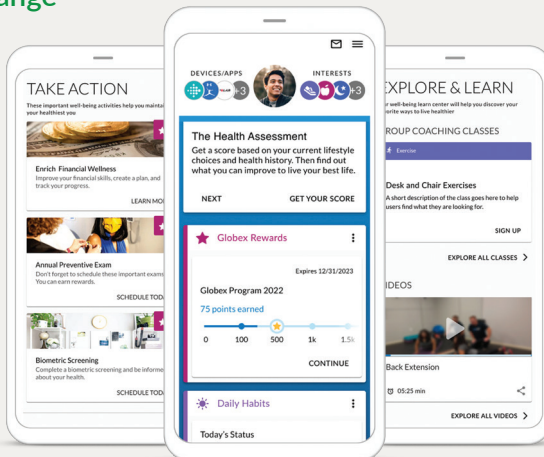 TAKE ACTION
These important well-being activities help you
your healthiest you
Enrich Financial Wellness
Improve your financial skills, create a plan, and
track your progress.
LEARN
Annual Preventive Exam
Don't forget to schedule these important exams
You can earn rewards.
SCHEDULE
Biometric Screening
Complete a biometric screening and be
about your health.
SCHEDULE
DEVICES/APPS
+3
INTERESTS
+3
The Health Assessment
Get a score based on your current lifestyle
choices and health history. Then find out
what you can improve to live your best life.
NEXT
GET YOUR SCORE
Globex Rewards
Expires 12/31/2023
Globex Program 2022
75 points earned
0 100 500 1k 1.5k
CONTINUE
Daily Habits
Today's Status
EXPLORE & LEARN
well-being learn center will help you discover your
ways to live healthier
COACHING CLASSES
Exercise
Desk and Chair Exercises
A short description of the class goes here to help
users find what they are looking for.
SIGN UP
EXPLORE ALL CLASSES >
Back Extension
05:25 min
EXPLORE ALL VIDEOS >